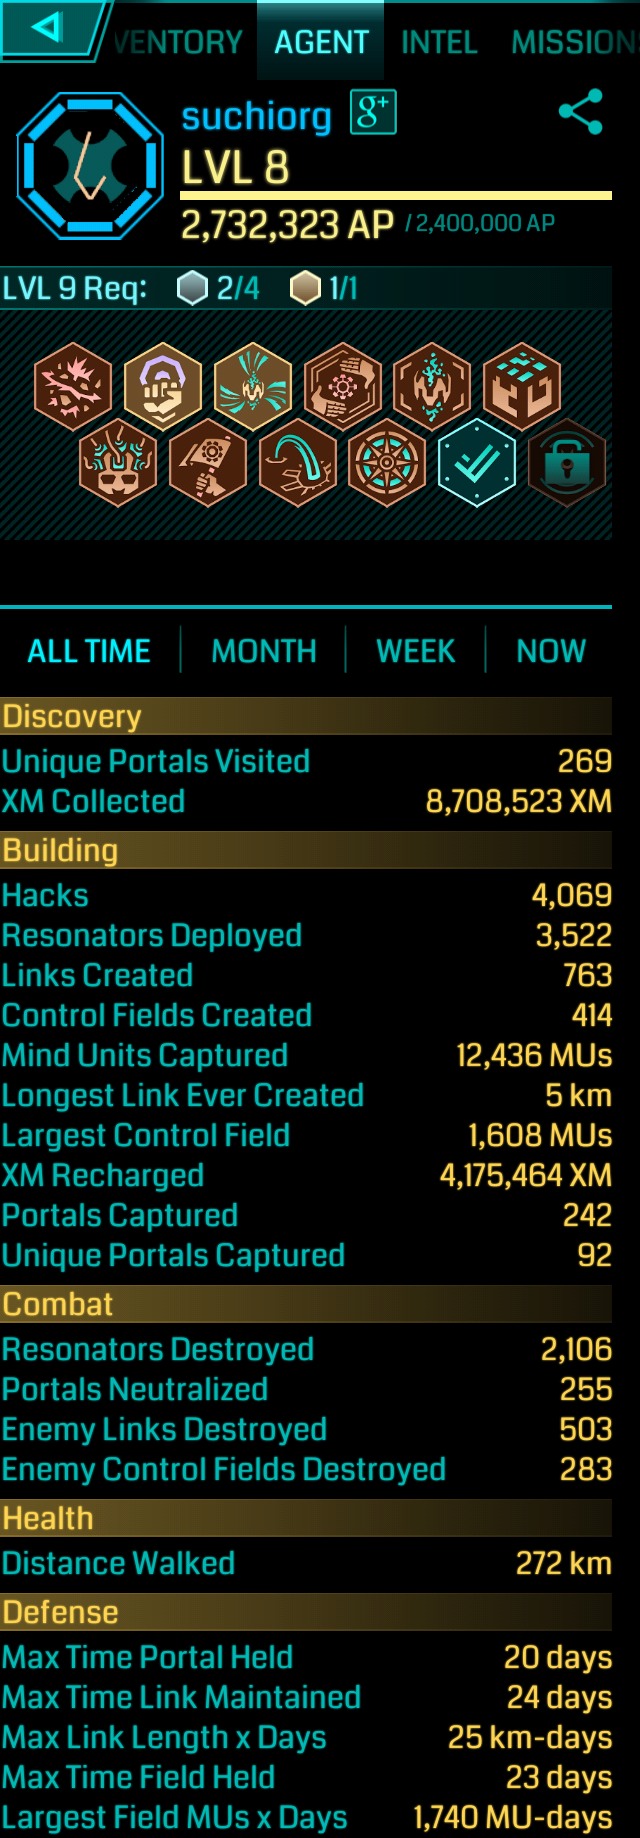 VENTORY AGENT INTEL MISSION
suchiorg g+
LVL 8
2,732,323 AP / 2,400,000 AP
LVL 9 Req: 2/4 1/1
ALL TIME MONTH WEEK NOW
Discovery
Unique Portals Visited 269
XM Collected 8,708,523 XM
Building
Hacks 4,069
Resonators Deployed 3,522
Links Created 763
Control Fields Created 414
Mind Units Captured 12,436 MUs
Longest Link Ever Created 5 km
Largest Control Field 1,608 MUs
XM Recharged 4,175,464 XM
Portals Captured 242
Unique Portals Captured 92
Combat
Resonators Destroyed 2,106
Portals Neutralized 255
Enemy Links Destroyed 503
Enemy Control Fields Destroyed 283
Health
Distance Walked 272 km
Defense
Max Time Portal Held 20 days
Max Time Link Maintained 24 days
Max Link Length x Days 25 km-days
Max Time Field Held 23 days
Largest Field MUs x Days 1,740 MU-days